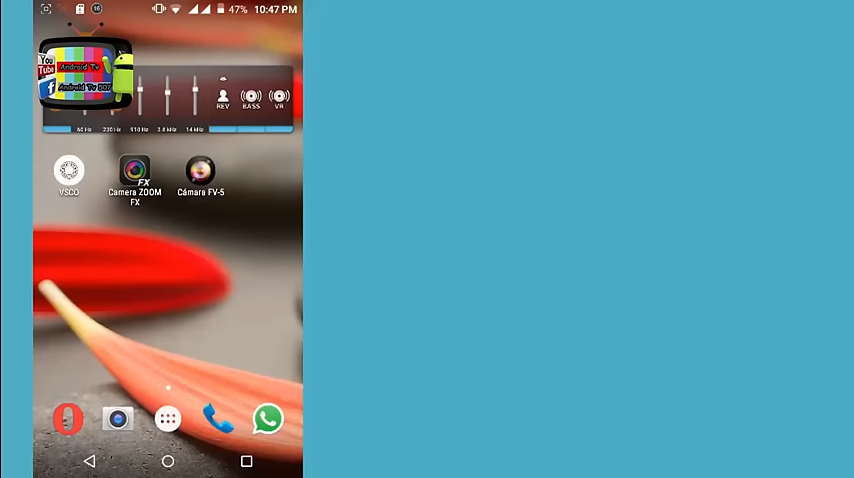 16
47%
10:47 PM
You
Tube
Android Tv
Android Tv 507
REV
BASS
VR
60 Hz
230 Hz
910 Hz
3.6 kHz
14 kHz
FX
VSCO
Camera ZOOM
FX
Cámara FV-5